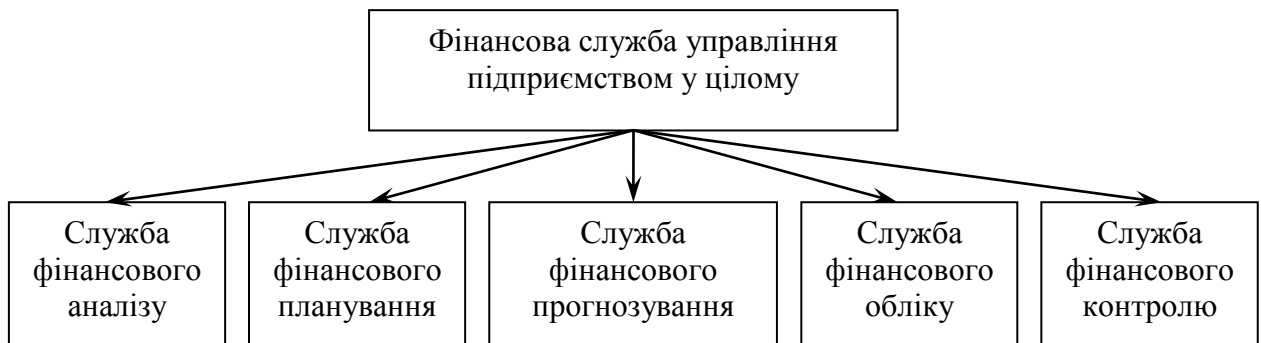 Фінансова служба управління
підприємством у цілому
Служба
фінансового
аналізу
Служба
фінансового
планування
Служба
фінансового
прогнозування
Служба
фінансового
обліку
Служба
фінансового
контролю